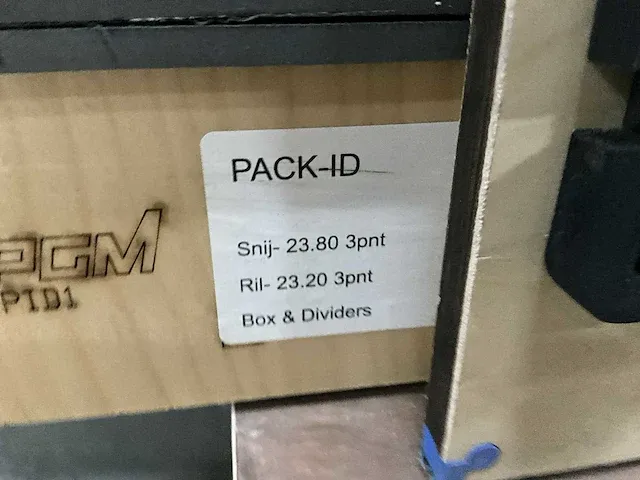 PACK-ID
Snij- 23.80 3pnt
Ril- 23.20 3pnt
Box & Dividers
PGM
PID1